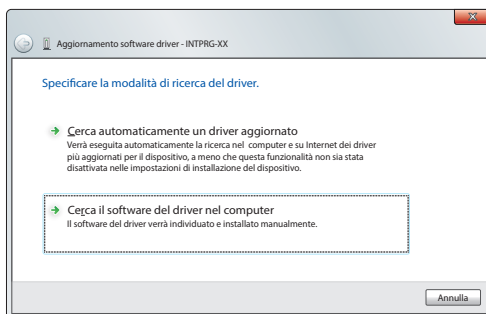 Aggiornamento software driver - INTPRG-XX
Specificare la modalità di ricerca del driver.
Cerca automaticamente un driver aggiornato
Verrà eseguita automaticamente la ricerca nel computer e su Internet dei driver
più aggiornati per il dispositivo, a meno che questa funzionalità non sia stata
disattivata nelle impostazioni di installazione del dispositivo.
Cerca il software del driver nel computer
Il software del driver verrà individuato e installato manualmente.
Annulla